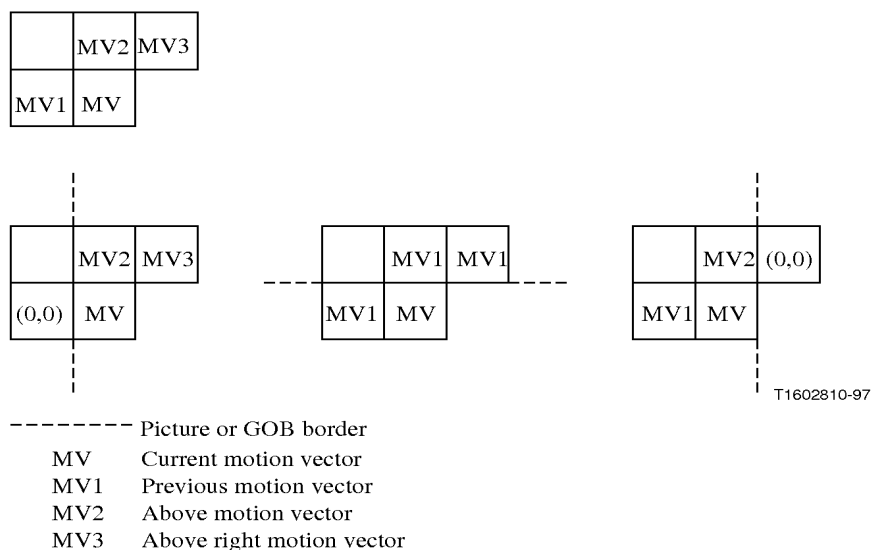 MV2 MV3
MV1 MV
MV2 MV3 MV1 MV1 MV2 (0,0)
(0,0) MV MV1 MV MV1 MV
T1602810-97
Picture or GOB border
MV Current motion vector
MV1 Previous motion vector
MV2 Above motion vector
MV3 Above right motion vector